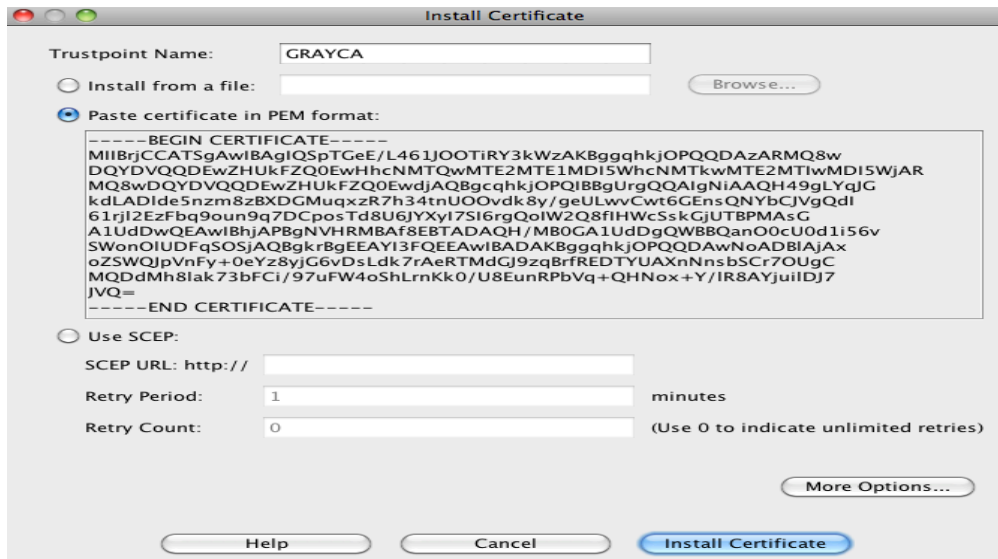 Install Certificate
Trustpoint Name: GRAYCA
Install from a file: Browse...
Paste certificate in PEM format:
-----BEGIN CERTIFICATE-----
MIIBrjCCATSgAwIBAgIQSpTGeE/L461JOOTiRY3kWzAKBggqhkjOPQQDAzARMQ8w
DQYDVQQDEwZHUkFZQ0EwHhcNMTQwMTE2MTE1MDI5WhcNMTkwMTE2MTIwMDI5WjAR
MQ8wDQYDVQQDEwZHUkFZQ0EwdjAQBgcqhkjOPQIBBgUrgQQAIgNiAAQH49gLYqJG
kdLADIde5nzm8zBXDGMuqxzR7h34tnUOOvdk8y/geULwvCwt6GEnsQNYbCJVgQdI
61rjl2EzFbq9oun9q7DCposTd8U6JYXyI7SI6rgQoIW2Q8fIHWcSskGjUTBPMAsG
A1UdDwQEAwIBhjAPBgNVHRMBAf8EBTADAQH/MB0GA1UdDgQWBBQanO0cU0d1i56v
SWonOIUDFqSOSjAQBgkrBgEEAYI3FQEEAwIBADAKBggqhkjOPQQDAwNoADBlAjAx
oZSWQJpVnFy+0eYz8yjG6vDsLdk7rAeRTMdGJ9zqBrfREDTYUAXnNnsbSCr7OUgC
MQDdMh8lak73bFCi/97uFW4oShLrnKk0/U8EunRPbVq+QHNox+Y/lR8AYjuilDJ7
JVQ=
-----END CERTIFICATE-----
Use SCEP:
SCEP URL: http://
Retry Period: 1 minutes
Retry Count: 0 (Use 0 to indicate unlimited retries)
More Options...
Help Cancel Install Certificate